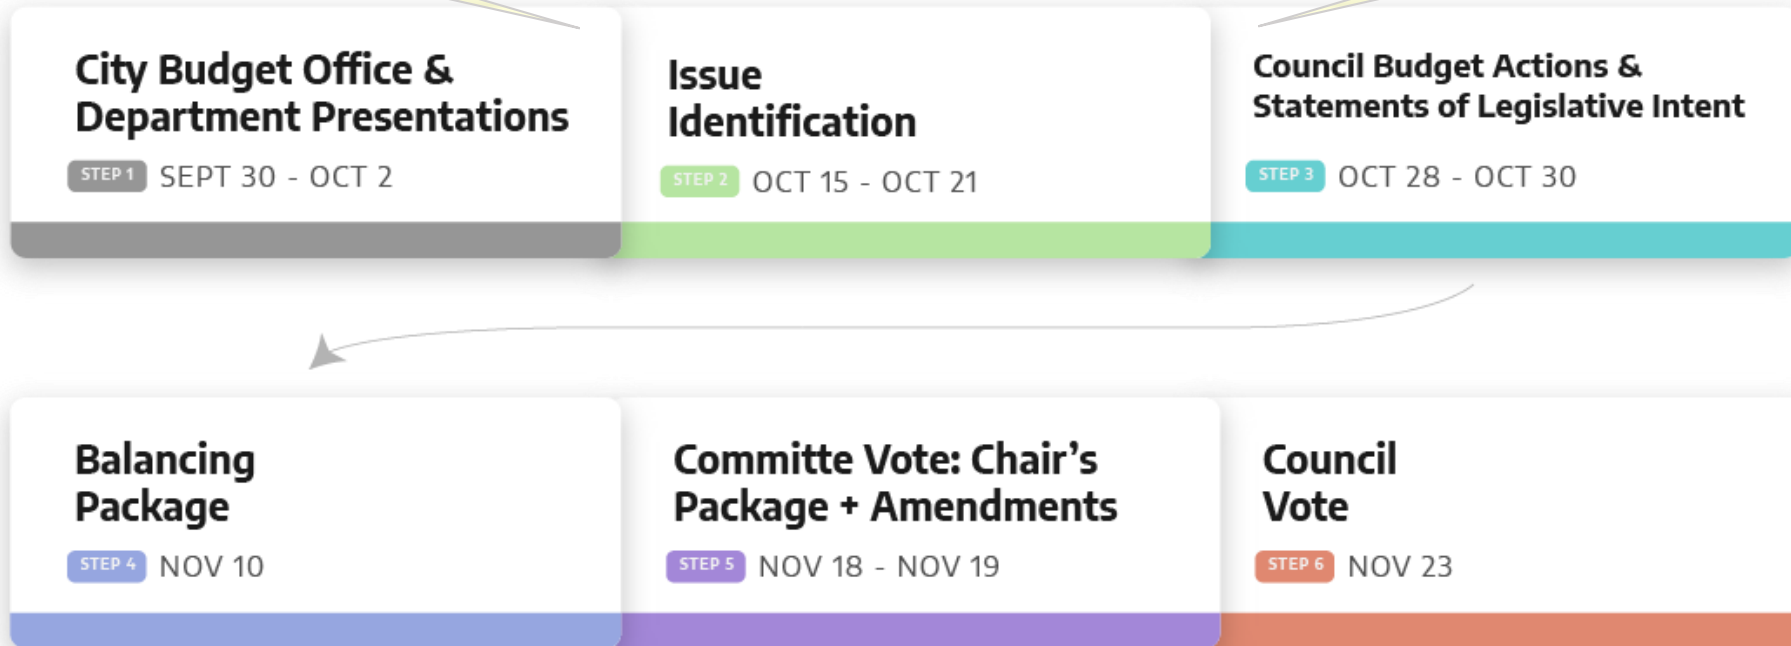 City Budget Office &
Department Presentations
STEP 1 SEPT 30 - OCT 2
Issue
Identification
STEP 2 OCT 15 - OCT 21
Council Budget Actions &
Statements of Legislative Intent
STEP 3 OCT 28 - OCT 30
Balancing
Package
STEP 4 NOV 10
Committe Vote: Chair’s
Package + Amendments
STEP 5 NOV 18 - NOV 19
Council
Vote
STEP 6 NOV 23